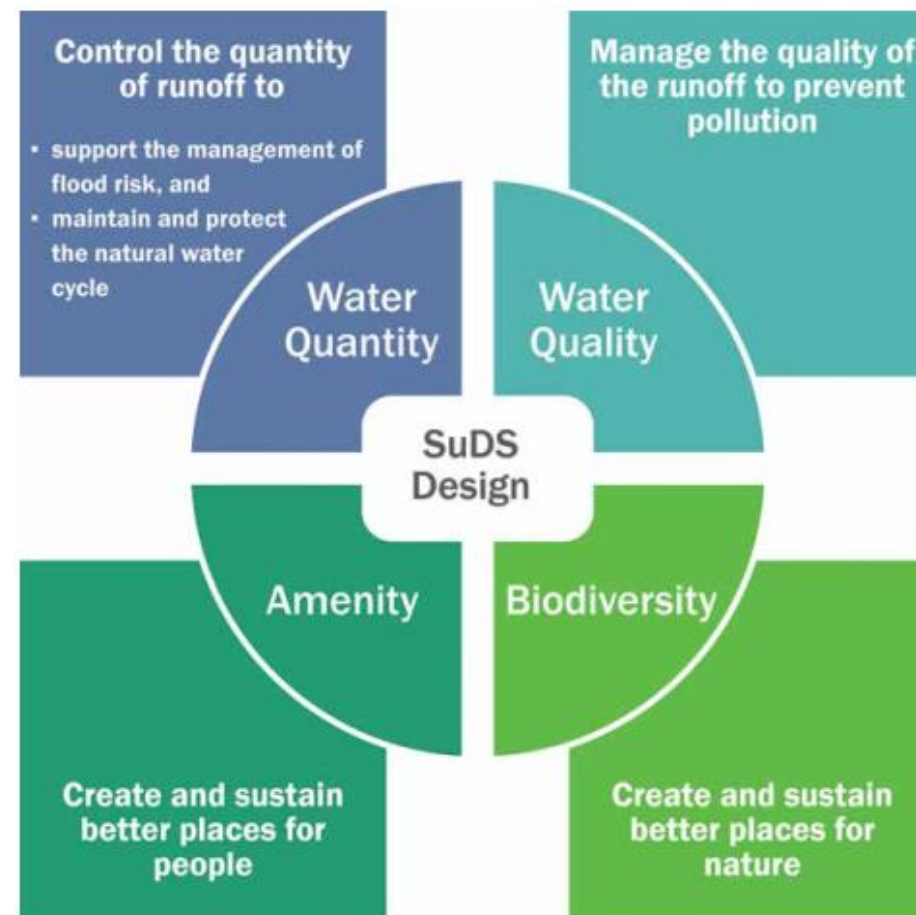 Control the quantity
of runoff to
• support the management of
flood risk, and
• maintain and protect
the natural water
cycle
Water
Quantity
Manage the quality of
the runoff to prevent
pollution
Water
Quality
SuDS
Design
Amenity
Create and sustain
better places for
people
Biodiversity
Create and sustain
better places for
nature